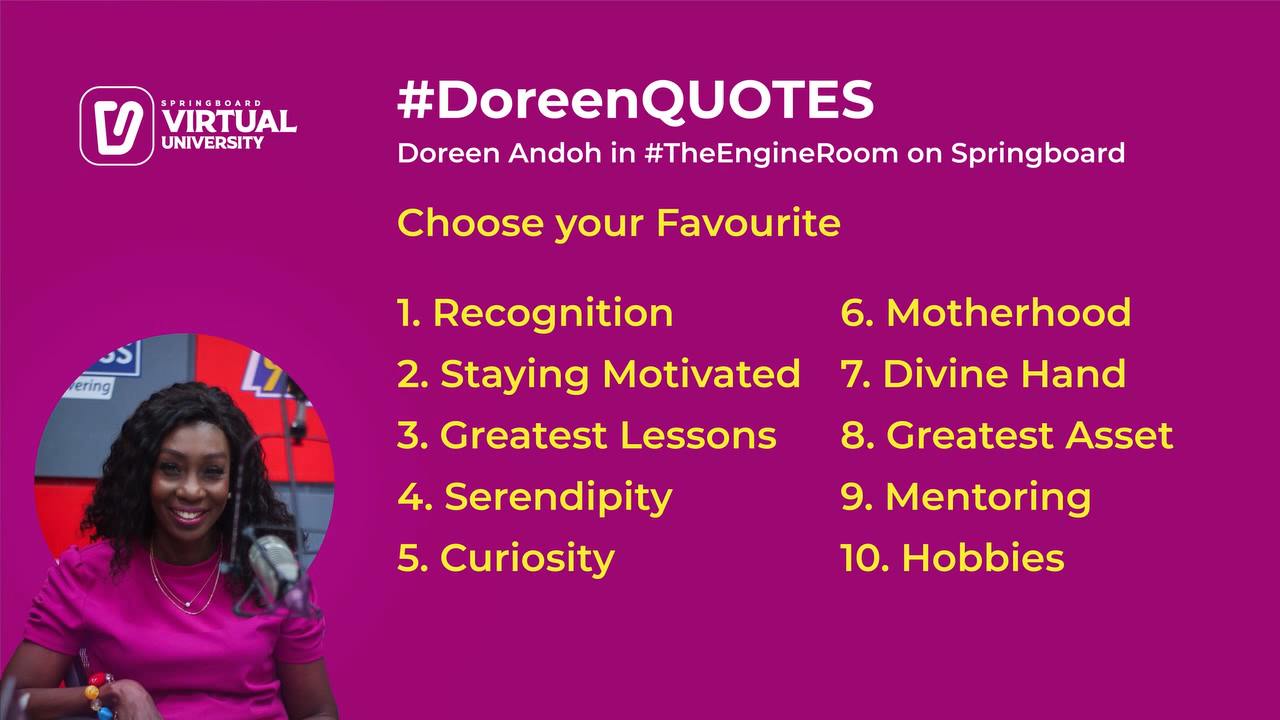 SPRINGBOARD
VIRTUAL
UNIVERSITY
#DoreenQUOTES
Doreen Andoh in #TheEngineRoom on Springboard
Choose your Favourite
1. Recognition
2. Staying Motivated
3. Greatest Lessons
4. Serendipity
5. Curiosity
6. Motherhood
7. Divine Hand
8. Greatest Asset
9. Mentoring
10. Hobbies